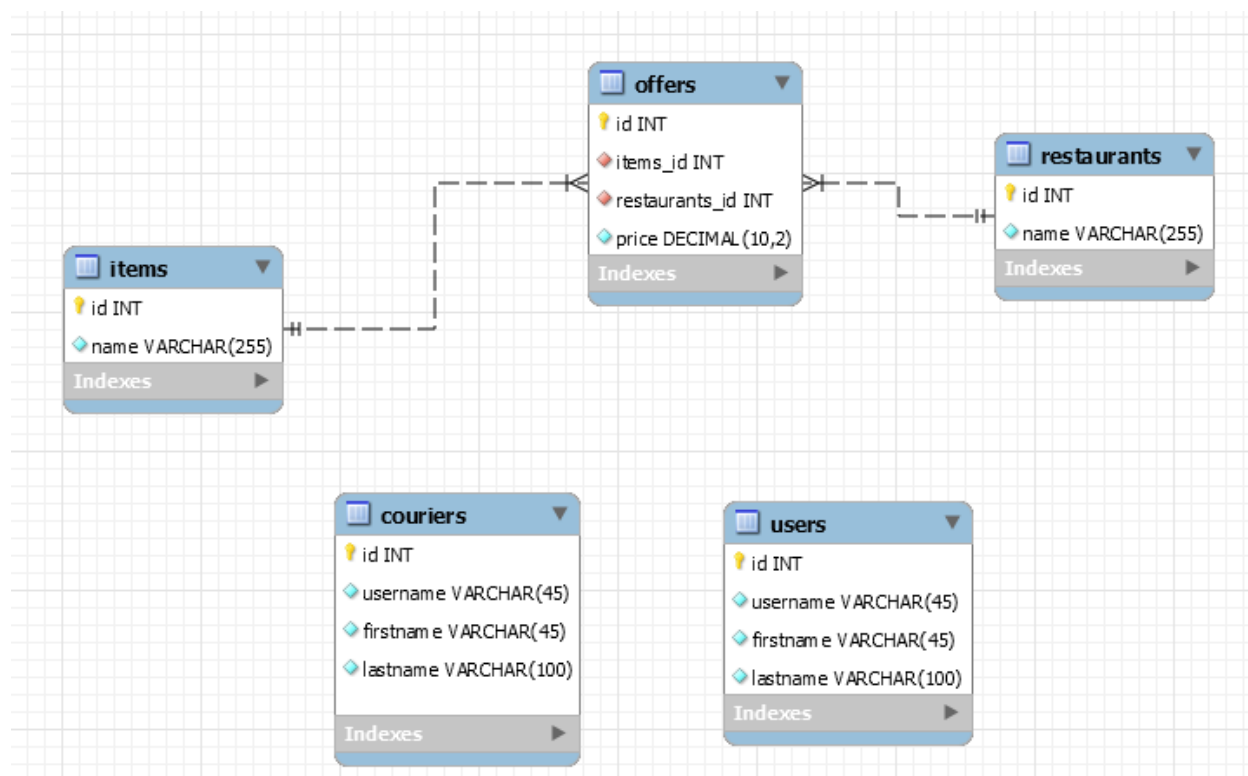 offers
id INT
items_id INT
restaurants_id INT
price DECIMAL(10,2)
Indexes
restaurants
id INT
name VARCHAR(255)
Indexes
items
id INT
name VARCHAR(255)
Indexes
couriers
id INT
username VARCHAR(45)
firstname VARCHAR(45)
lastname VARCHAR(100)
Indexes
users
id INT
username VARCHAR(45)
firstname VARCHAR(45)
lastname VARCHAR(100)
Indexes